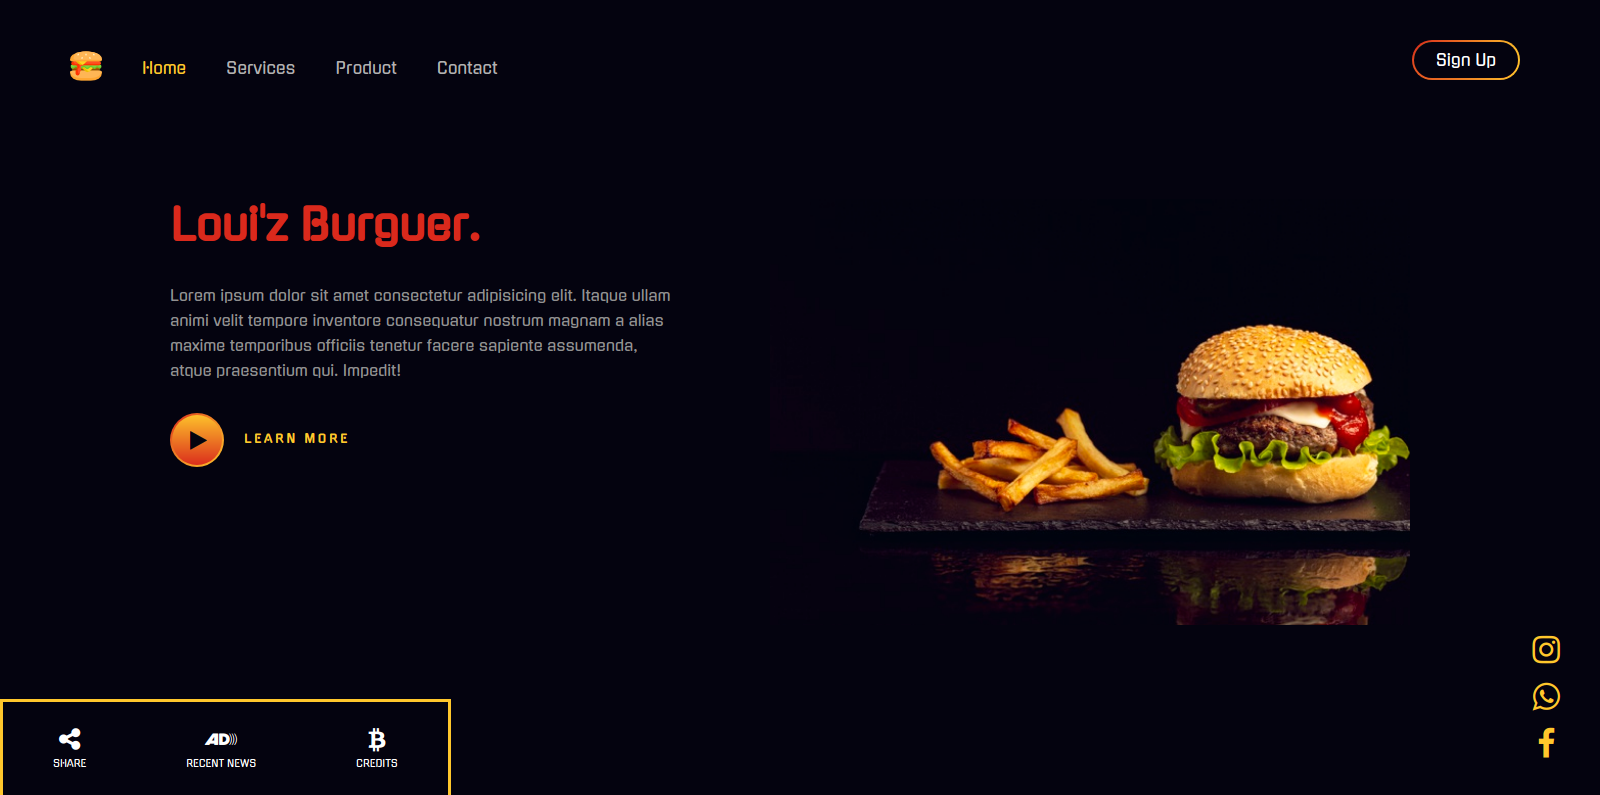 Home Services Product Contact
Sign Up
Loui'z Burguer.
Lorem ipsum dolor sit amet consectetur adipisicing elit. Itaque ullam
animi velit tempore inventore consequatur nostrum magnam a alias
maxime temporibus officiis tenetur facere sapiente assumenda,
atque praesentium qui. Impedit!
LEARN MORE
AD
SHARE RECENT NEWS CREDITS